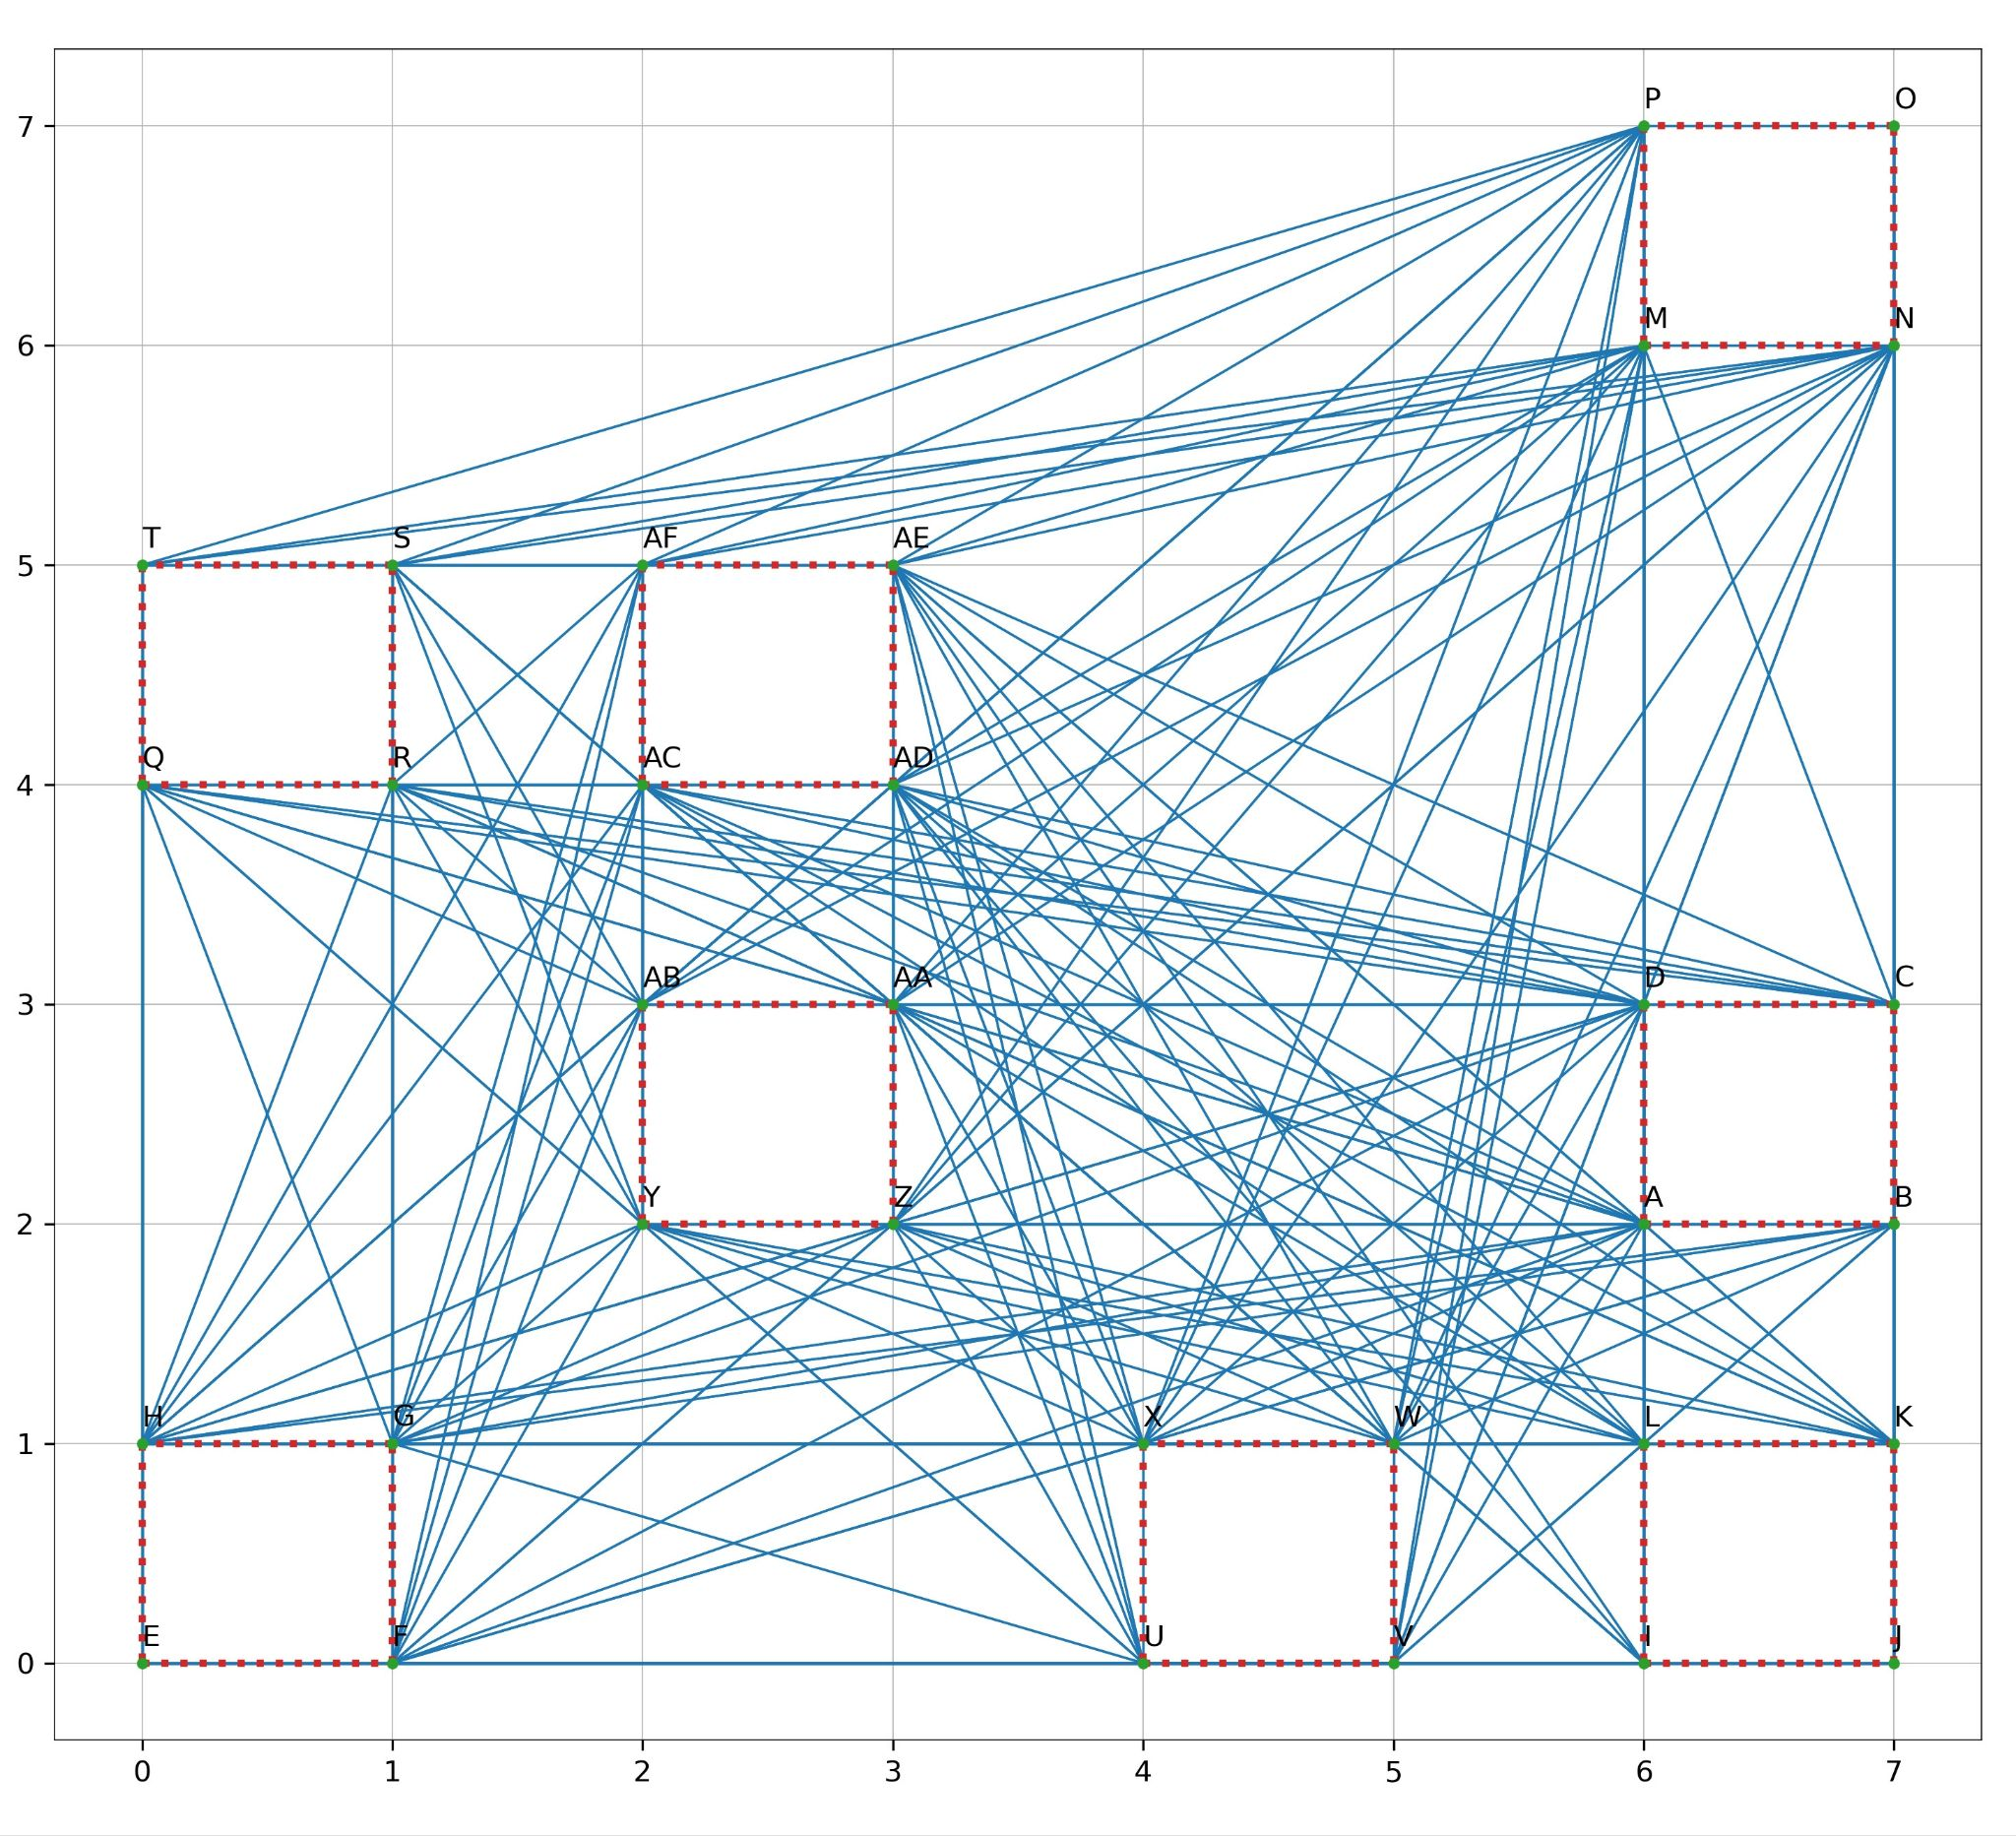 P O
7
M N
6
T S AF AE
5
Q R AC AD
4
AB AA D C
3
Y Z A B
2
H G X W L K
1
E F U V I J
0
0 1 2 3 4 5 6 7